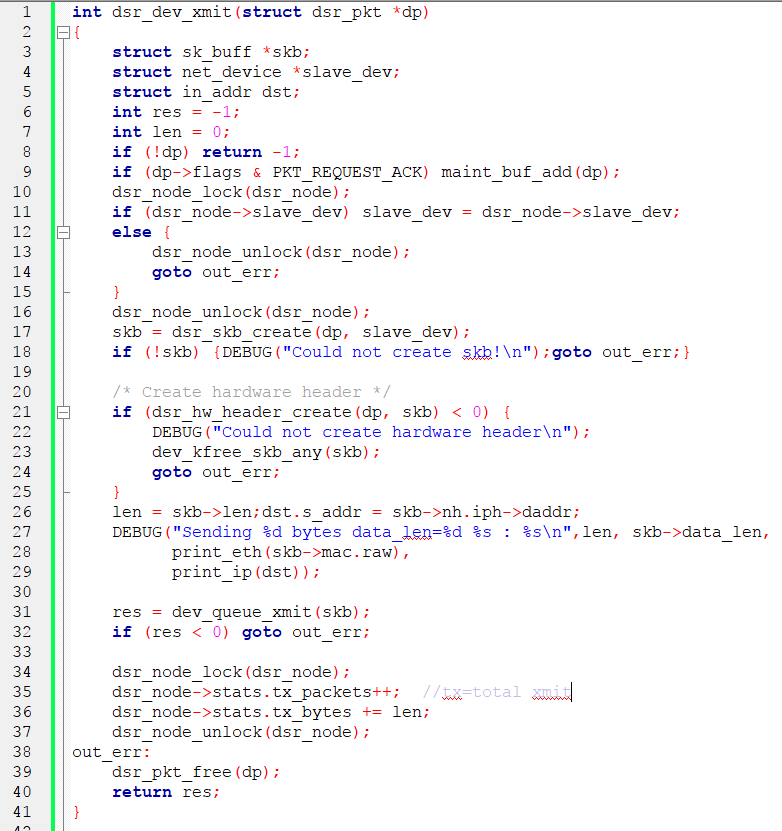 1 int dsr_dev_xmit(struct dsr_pkt *dp)
2 {
3 struct sk_buff *skb;
4 struct net_device *slave_dev;
5 struct in_addr dst;
6 int res = -1;
7 int len = 0;
8 if (!dp) return -1;
9 if (dp->flags & PKT_REQUEST_ACK) maint_buf_add(dp);
10 dsr_node_lock(dsr_node);
11 if (dsr_node->slave_dev) slave_dev = dsr_node->slave_dev;
12 else {
13 dsr_node_unlock(dsr_node);
14 goto out_err;
15 }
16 dsr_node_unlock(dsr_node);
17 skb = dsr_skb_create(dp, slave_dev);
18 if (!skb) {DEBUG("Could not create skb!\n");goto out_err;}
19
20 /* Create hardware header */
21 if (dsr_hw_header_create(dp, skb) < 0) {
22 DEBUG("Could not create hardware header\n");
23 dev_kfree_skb_any(skb);
24 goto out_err;
25 }
26 len = skb->len;dst.s_addr = skb->nh.iph->daddr;
27 DEBUG("Sending %d bytes data_len=%d %s : %s\n",len, skb->data_len,
28 print_eth(skb->mac.raw),
29 print_ip(dst));
30
31 res = dev_queue_xmit(skb);
32 if (res < 0) goto out_err;
33
34 dsr_node_lock(dsr_node);
35 dsr_node->stats.tx_packets++; //tx=total xmit
36 dsr_node->stats.tx_bytes += len;
37 dsr_node_unlock(dsr_node);
38 out_err:
39 dsr_pkt_free(dp);
40 return res;
41 }